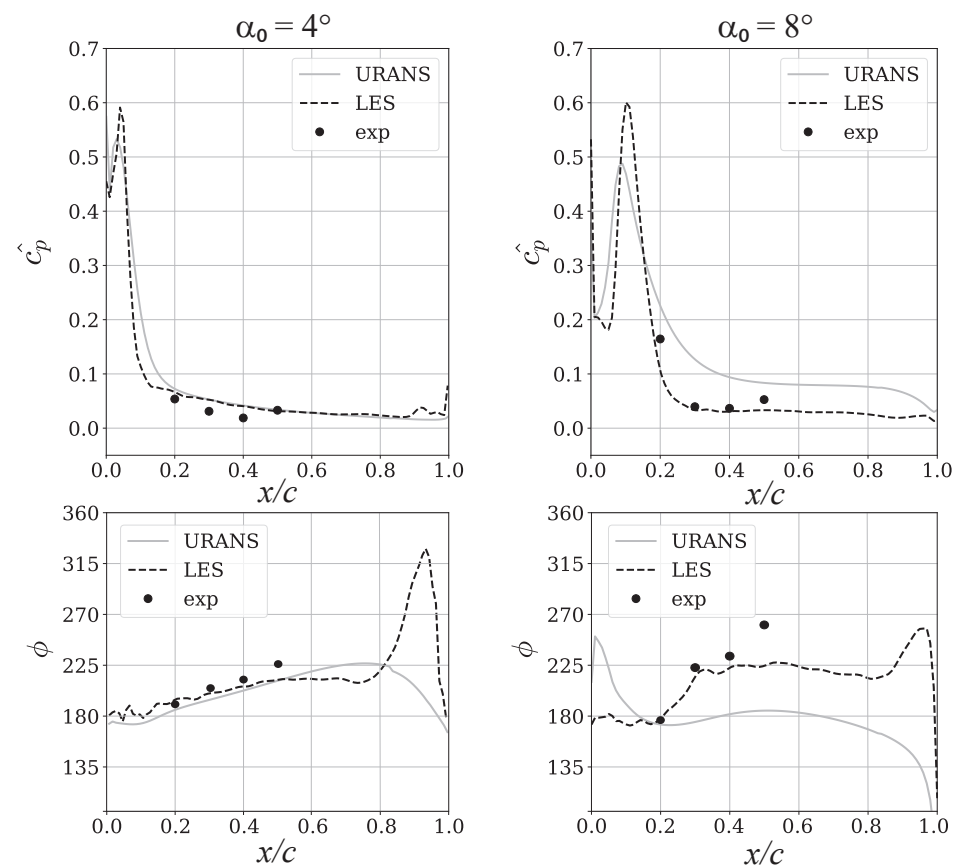 α₀ = 4°
0.7
0.6
0.5
0.4
0.3
0.2
0.1
0.0
ĉₚ
URANS
LES
exp
0.0 0.2 0.4 0.6 0.8 1.0
x/c
α₀ = 8°
0.7
0.6
0.5
0.4
0.3
0.2
0.1
0.0
ĉₚ
URANS
LES
exp
0.0 0.2 0.4 0.6 0.8 1.0
x/c
360
315
270
225
180
135
ϕ
URANS
LES
exp
0.0 0.2 0.4 0.6 0.8 1.0
x/c
360
315
270
225
180
135
ϕ
URANS
LES
exp
0.0 0.2 0.4 0.6 0.8 1.0
x/c